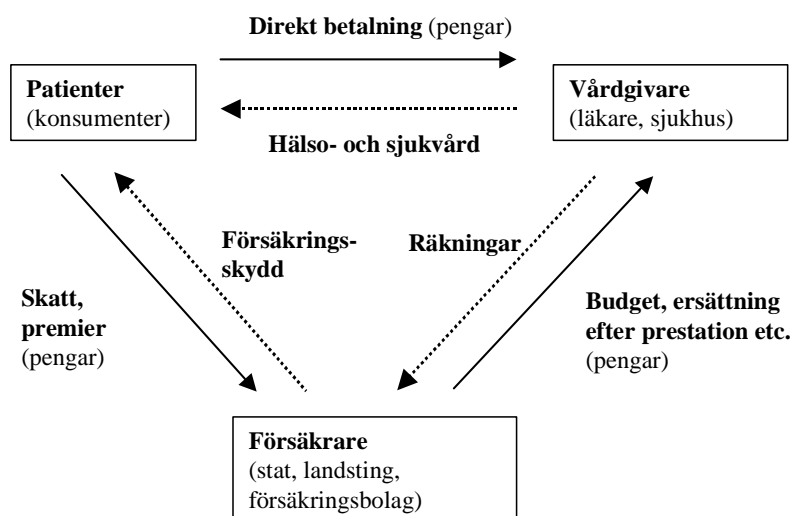 Direkt betalning (pengar)
Patienter
(konsumenter)
Vårdgivare
(läkare, sjukhus)
Hälso- och sjukvård
Försäkrings-
skydd
Räkningar
Skatt,
premier
(pengar)
Budget, ersättning
efter prestation etc.
(pengar)
Försäkrare
(stat, landsting,
försäkringsbolag)